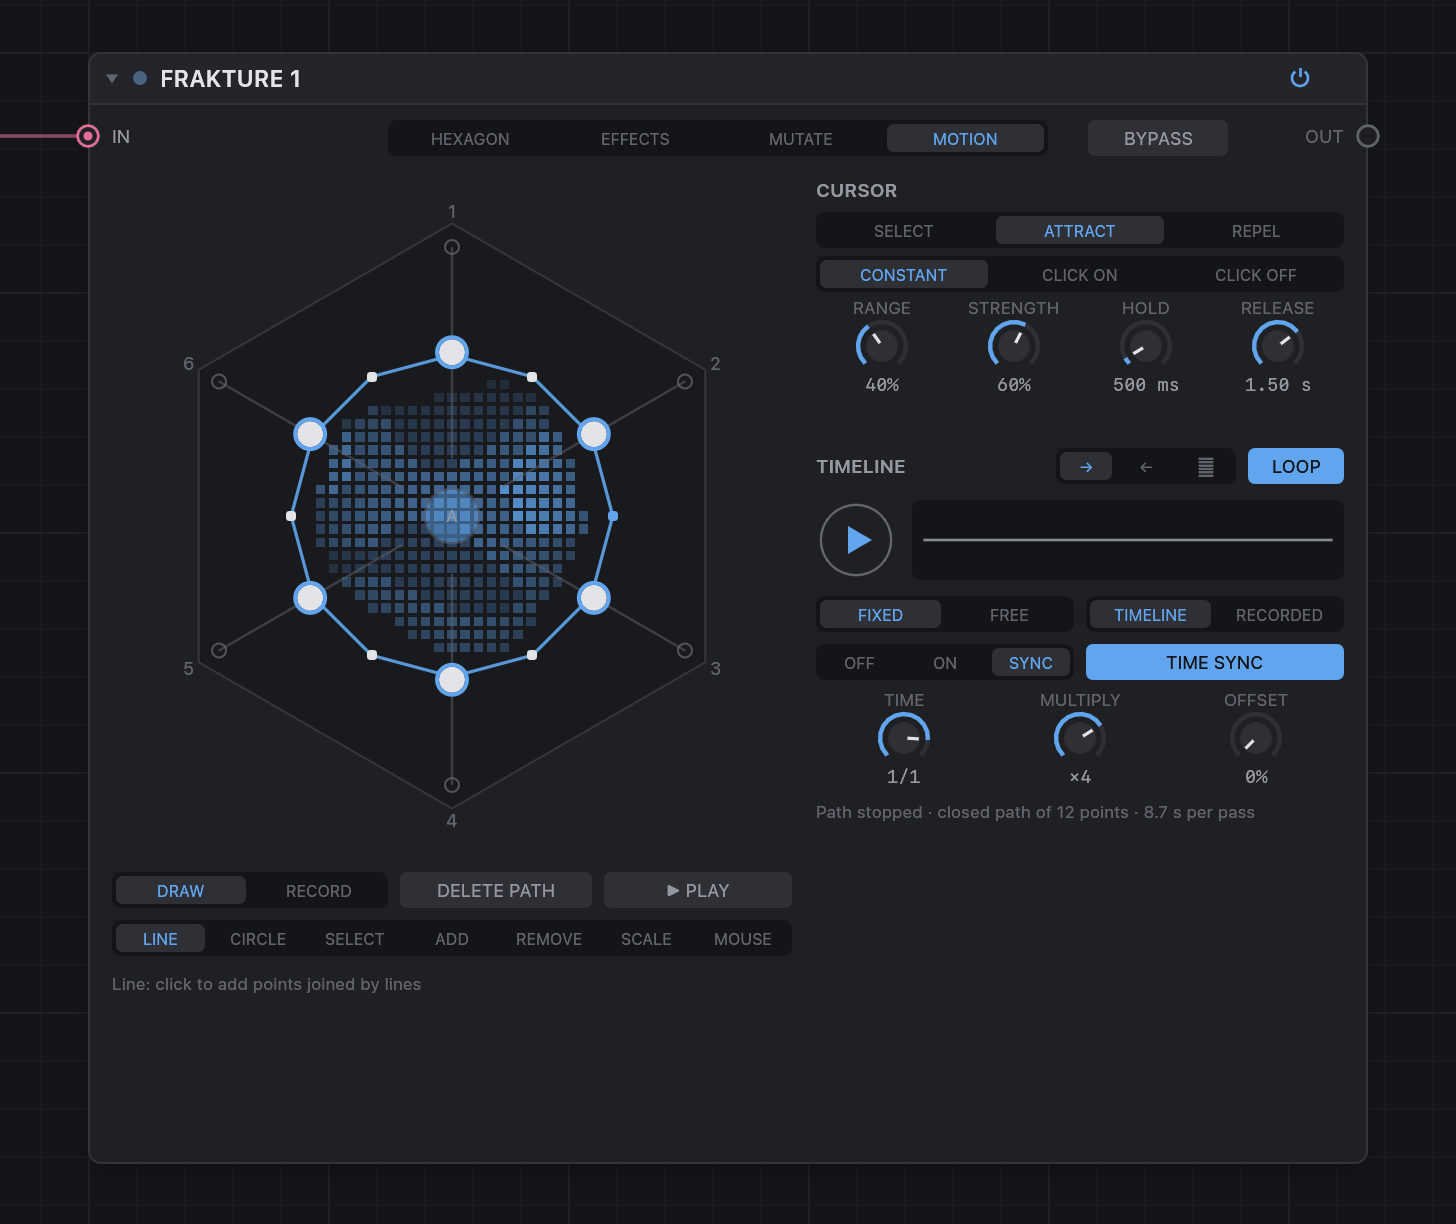 FRAKTURE 1
IN
HEXAGON EFFECTS MUTATE MOTION BYPASS OUT
CURSOR
SELECT ATTRACT REPEL
CONSTANT CLICK ON CLICK OFF
RANGE STRENGTH HOLD RELEASE
40% 60% 500 ms 1.50 s
1
6
2
A
5
3
4
TIMELINE → ← LOOP
FIXED FREE TIMELINE RECORDED
OFF ON SYNC TIME SYNC
TIME MULTIPLY OFFSET
1/1 ×4 0%
Path stopped · closed path of 12 points · 8.7 s per pass
DRAW RECORD DELETE PATH PLAY
LINE CIRCLE SELECT ADD REMOVE SCALE MOUSE
Line: click to add points joined by lines